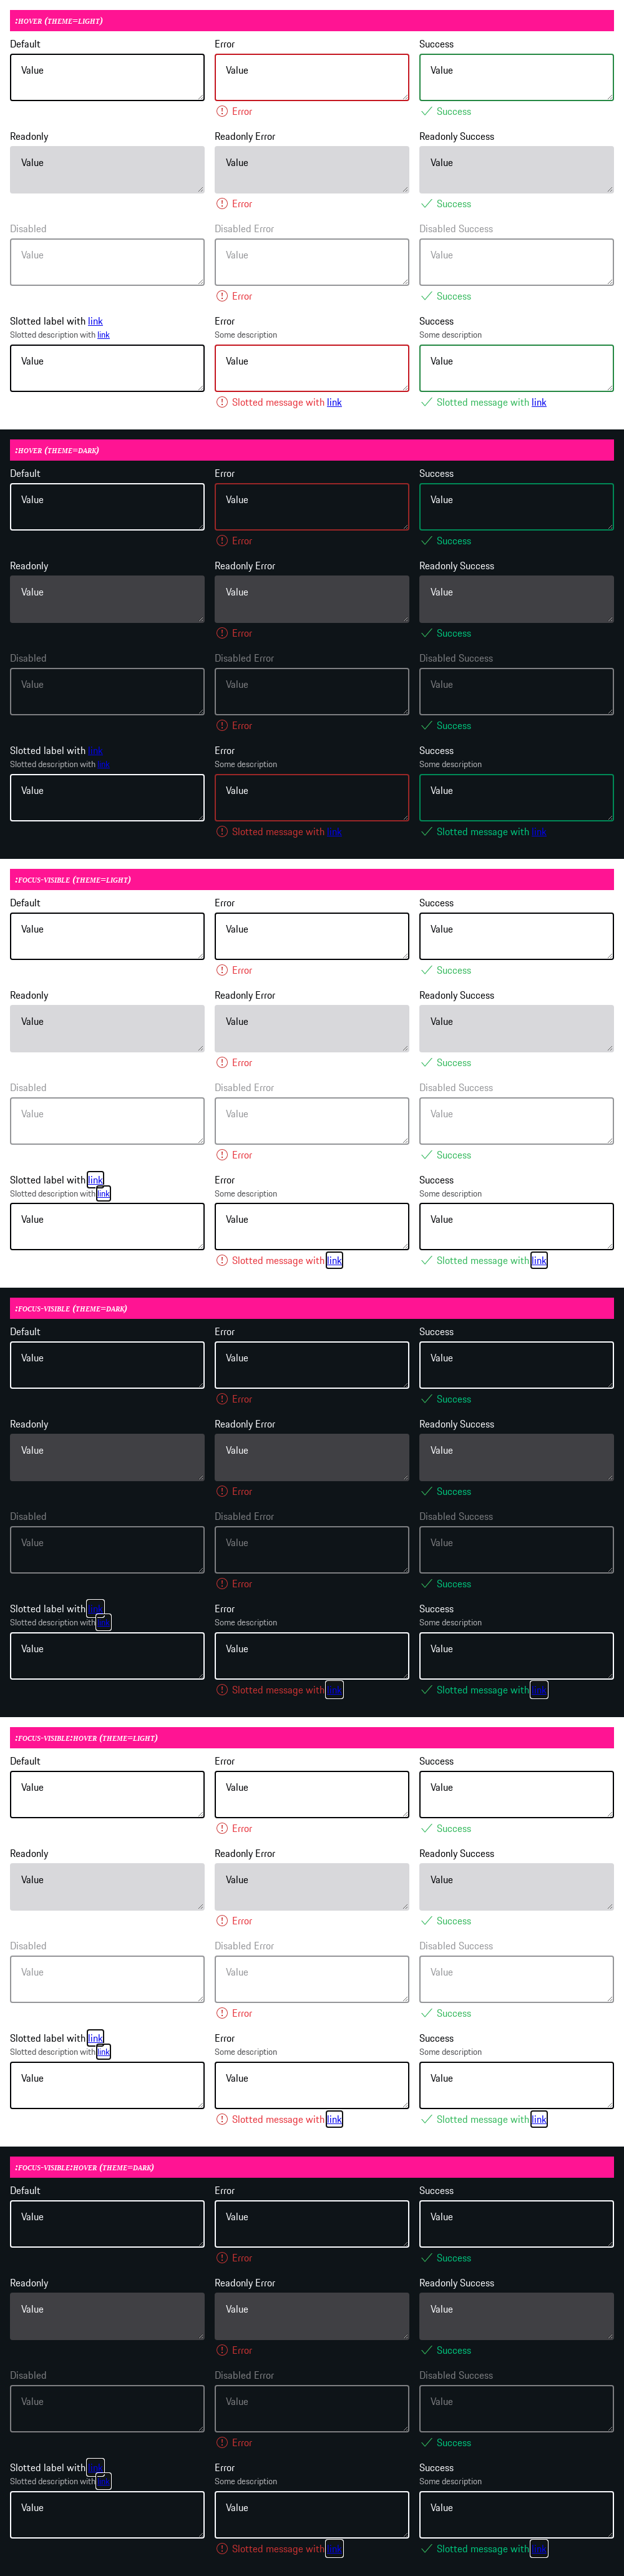 :HOVER (THEME=LIGHT)
Default Error Success
Value Value Value
Error Success
Readonly Readonly Error Readonly Success
Value Value Value
Error Success
Disabled Disabled Error Disabled Success
Value Value Value
Error Success
Slotted label with link Error Success
Slotted description with link Some description Some description
Value Value Value
Slotted message with link Slotted message with link
:HOVER (THEME=DARK)
Default Error Success
Value Value Value
Error Success
Readonly Readonly Error Readonly Success
Value Value Value
Error Success
Disabled Disabled Error Disabled Success
Value Value Value
Error Success
Slotted label with link Error Success
Slotted description with link Some description Some description
Value Value Value
Slotted message with link Slotted message with link
:FOCUS-VISIBLE (THEME=LIGHT)
Default Error Success
Value Value Value
Error Success
Readonly Readonly Error Readonly Success
Value Value Value
Error Success
Disabled Disabled Error Disabled Success
Value Value Value
Error Success
Slotted label with link Error Success
Slotted description with link Some description Some description
Value Value Value
Slotted message with link Slotted message with link
:FOCUS-VISIBLE (THEME=DARK)
Default Error Success
Value Value Value
Error Success
Readonly Readonly Error Readonly Success
Value Value Value
Error Success
Disabled Disabled Error Disabled Success
Value Value Value
Error Success
Slotted label with link Error Success
Slotted description with link Some description Some description
Value Value Value
Slotted message with link Slotted message with link
:FOCUS-VISIBLE:HOVER (THEME=LIGHT)
Default Error Success
Value Value Value
Error Success
Readonly Readonly Error Readonly Success
Value Value Value
Error Success
Disabled Disabled Error Disabled Success
Value Value Value
Error Success
Slotted label with link Error Success
Slotted description with link Some description Some description
Value Value Value
Slotted message with link Slotted message with link
:FOCUS-VISIBLE:HOVER (THEME=DARK)
Default Error Success
Value Value Value
Error Success
Readonly Readonly Error Readonly Success
Value Value Value
Error Success
Disabled Disabled Error Disabled Success
Value Value Value
Error Success
Slotted label with link Error Success
Slotted description with link Some description Some description
Value Value Value
Slotted message with link Slotted message with link